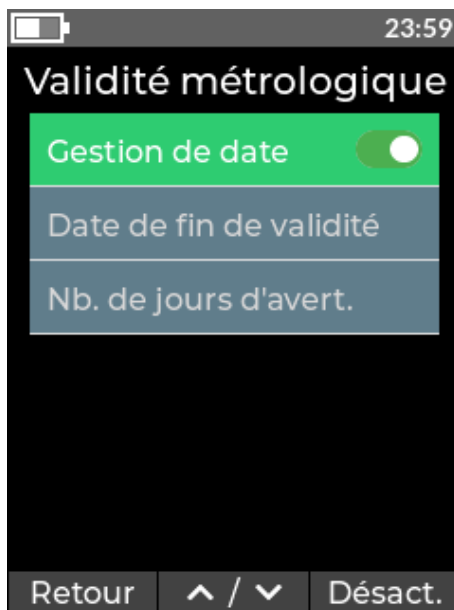 23:59
Validité métrologique
Gestion de date
Date de fin de validité
Nb. de jours d'avert.
Retour / Désact.